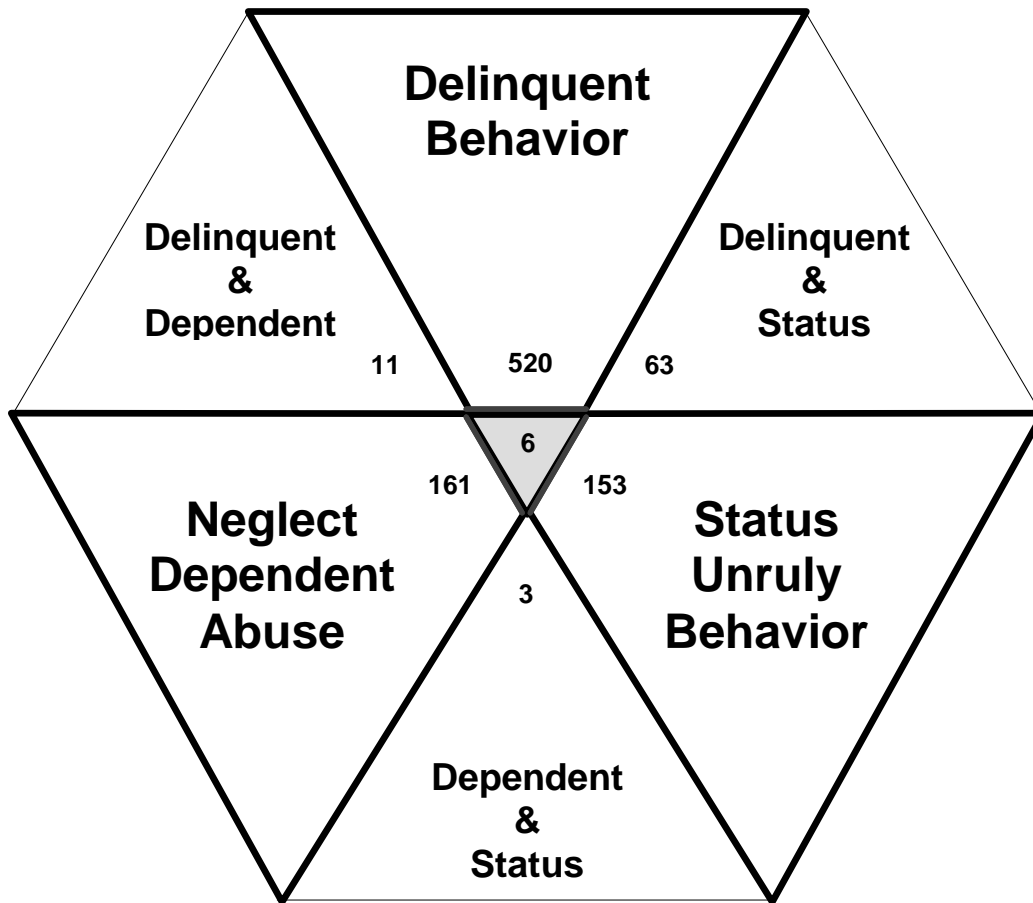 Delinquent
Behavior
Delinquent
&
Dependent
Delinquent
&
Status
11
520
63
6
161
153
Neglect
Dependent
Abuse
Status
Unruly
Behavior
3
Dependent
&
Status